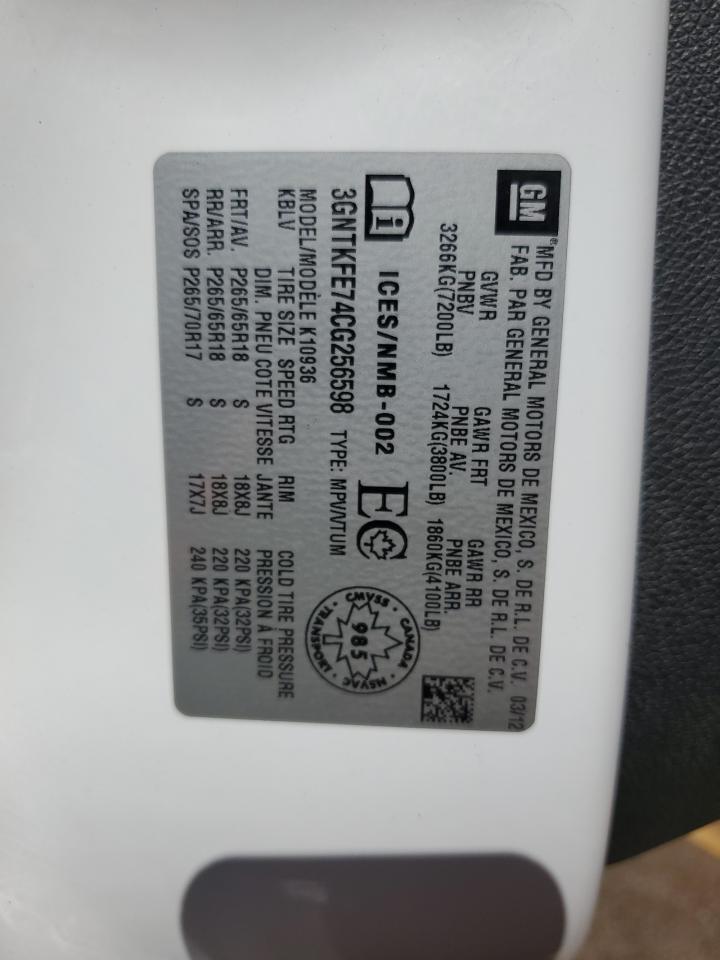 GM
MFD BY GENERAL MOTORS DE MEXICO, S. DE R.L. DE C.V. 03/12
FAB. PAR GENERAL MOTORS DE MEXICO, S. DE R.L. DE C.V.
GVWR GAWR FRT GAWR RR
PNBV PNBE AV. PNBE ARR.
3266KG(7200LB) 1724KG(3800LB) 1860KG(4100LB)
i ICES/NMB-002 EC
CANADA · NSVAC · TRANSPORT · CMVSS ·
985
3GNTKFE74CG256598 TYPE: MPV/VTUM
MODEL/MODÈLE K10936
KBLV TIRE SIZE SPEED RTG RIM COLD TIRE PRESSURE
DIM. PNEU COTE VITESSE JANTE PRESSION À FROID
FRT/AV. P265/65R18 S 18X8J 220 KPA(32PSI)
RR/ARR. P265/65R18 S 18X8J 220 KPA(32PSI)
SPA/SOS P265/70R17 S 17X7J 240 KPA(35PSI)